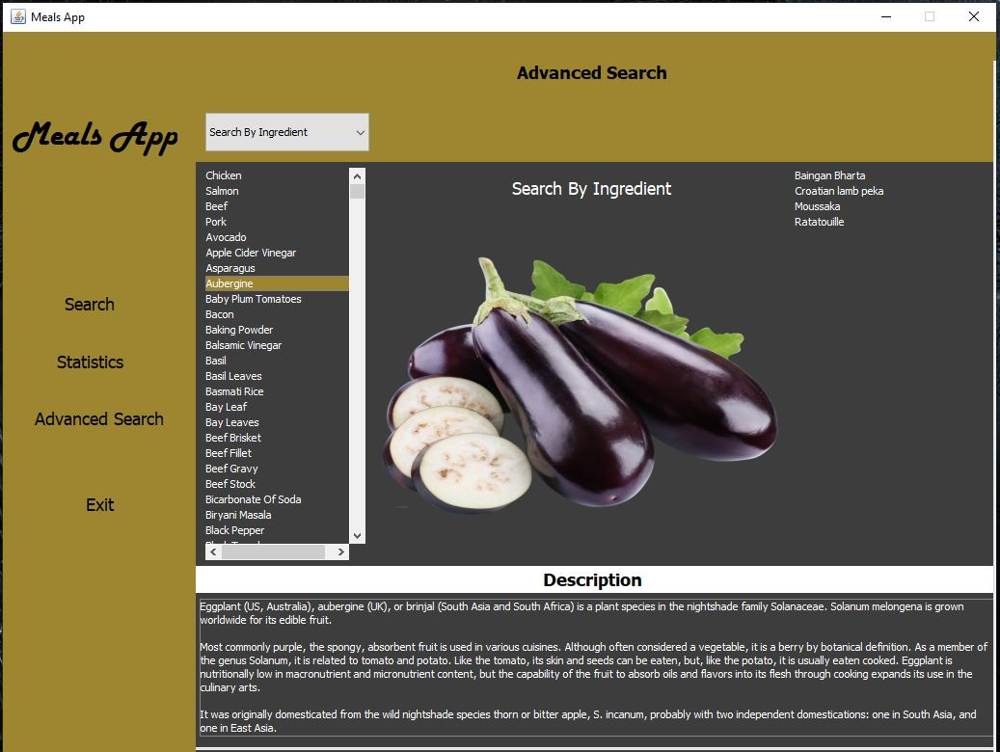 Meals App
Advanced Search
Meals App
Search By Ingredient
Search
Statistics
Advanced Search
Exit
Chicken
Salmon
Beef
Pork
Avocado
Apple Cider Vinegar
Asparagus
Aubergine
Baby Plum Tomatoes
Bacon
Baking Powder
Balsamic Vinegar
Basil
Basil Leaves
Basmati Rice
Bay Leaf
Bay Leaves
Beef Brisket
Beef Fillet
Beef Gravy
Beef Stock
Bicarbonate Of Soda
Biryani Masala
Black Pepper
Search By Ingredient
Baingan Bharta
Croatian lamb peka
Moussaka
Ratatouille
Description
Eggplant (US, Australia), aubergine (UK), or brinjal (South Asia and South Africa) is a plant species in the nightshade family Solanaceae. Solanum melongena is grown
worldwide for its edible fruit.
Most commonly purple, the spongy, absorbent fruit is used in various cuisines. Although often considered a vegetable, it is a berry by botanical definition. As a member of
the genus Solanum, it is related to tomato and potato. Like the tomato, its skin and seeds can be eaten, but, like the potato, it is usually eaten cooked. Eggplant is
nutritionally low in macronutrient and micronutrient content, but the capability of the fruit to absorb oils and flavors into its flesh through cooking expands its use in the
culinary arts.
It was originally domesticated from the wild nightshade species thorn or bitter apple, S. incanum, probably with two independent domestications: one in South Asia, and
one in East Asia.